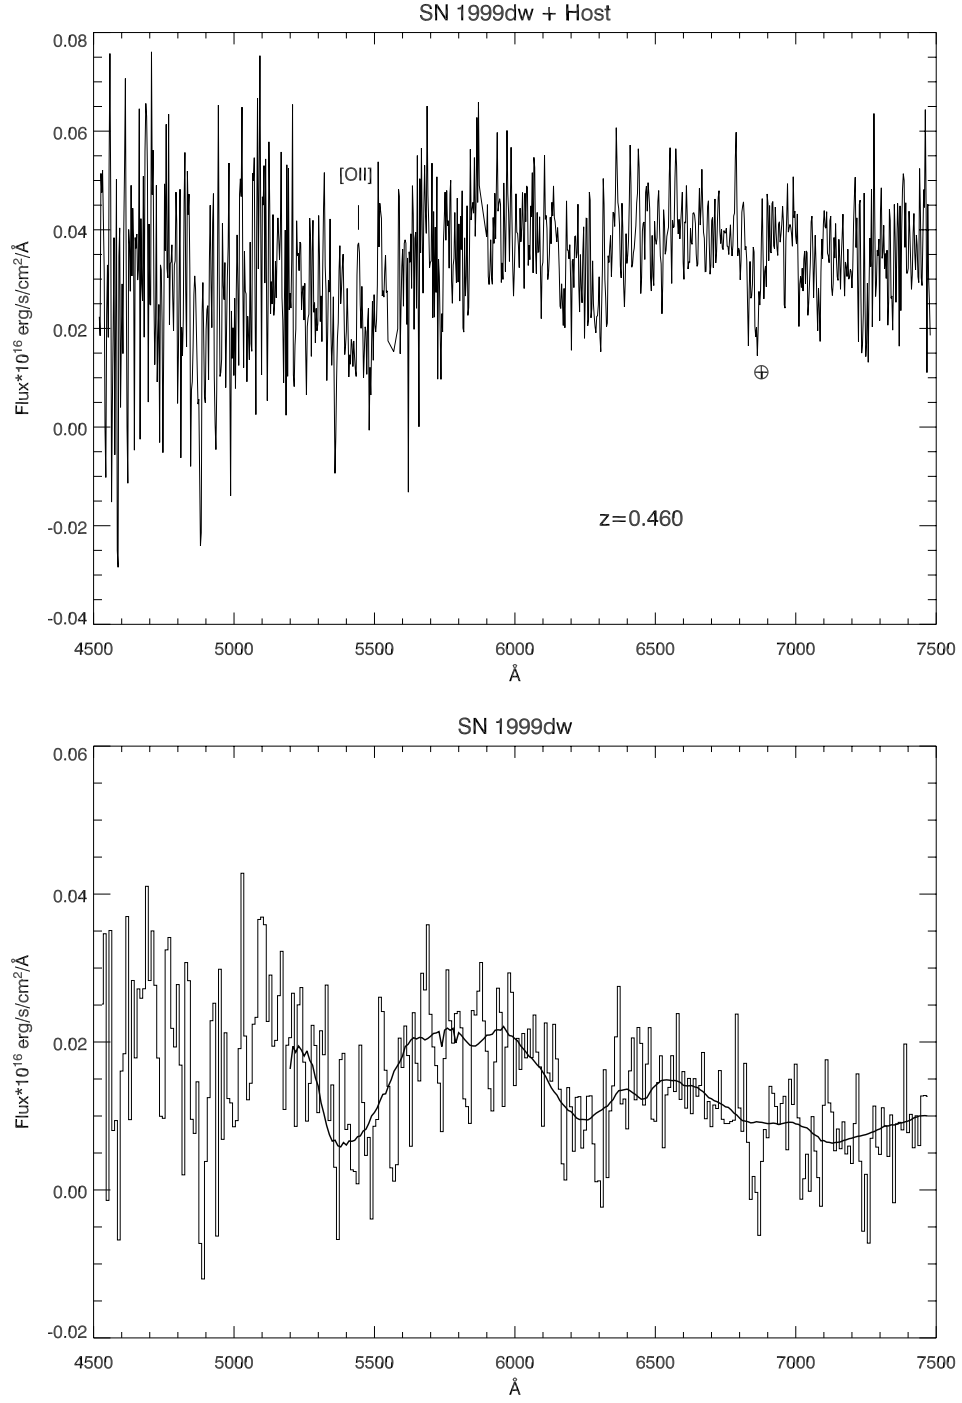 SN 1999dw + Host
0.08
0.06
0.04
0.02
0.00
-0.02
-0.04
Flux*10¹⁶ erg/s/cm²/Å
[OII]
⊕
z=0.460
4500 5000 5500 6000 6500 7000 7500
Å
SN 1999dw
0.06
0.04
0.02
0.00
-0.02
Flux*10¹⁶ erg/s/cm²/Å
4500 5000 5500 6000 6500 7000 7500
Å